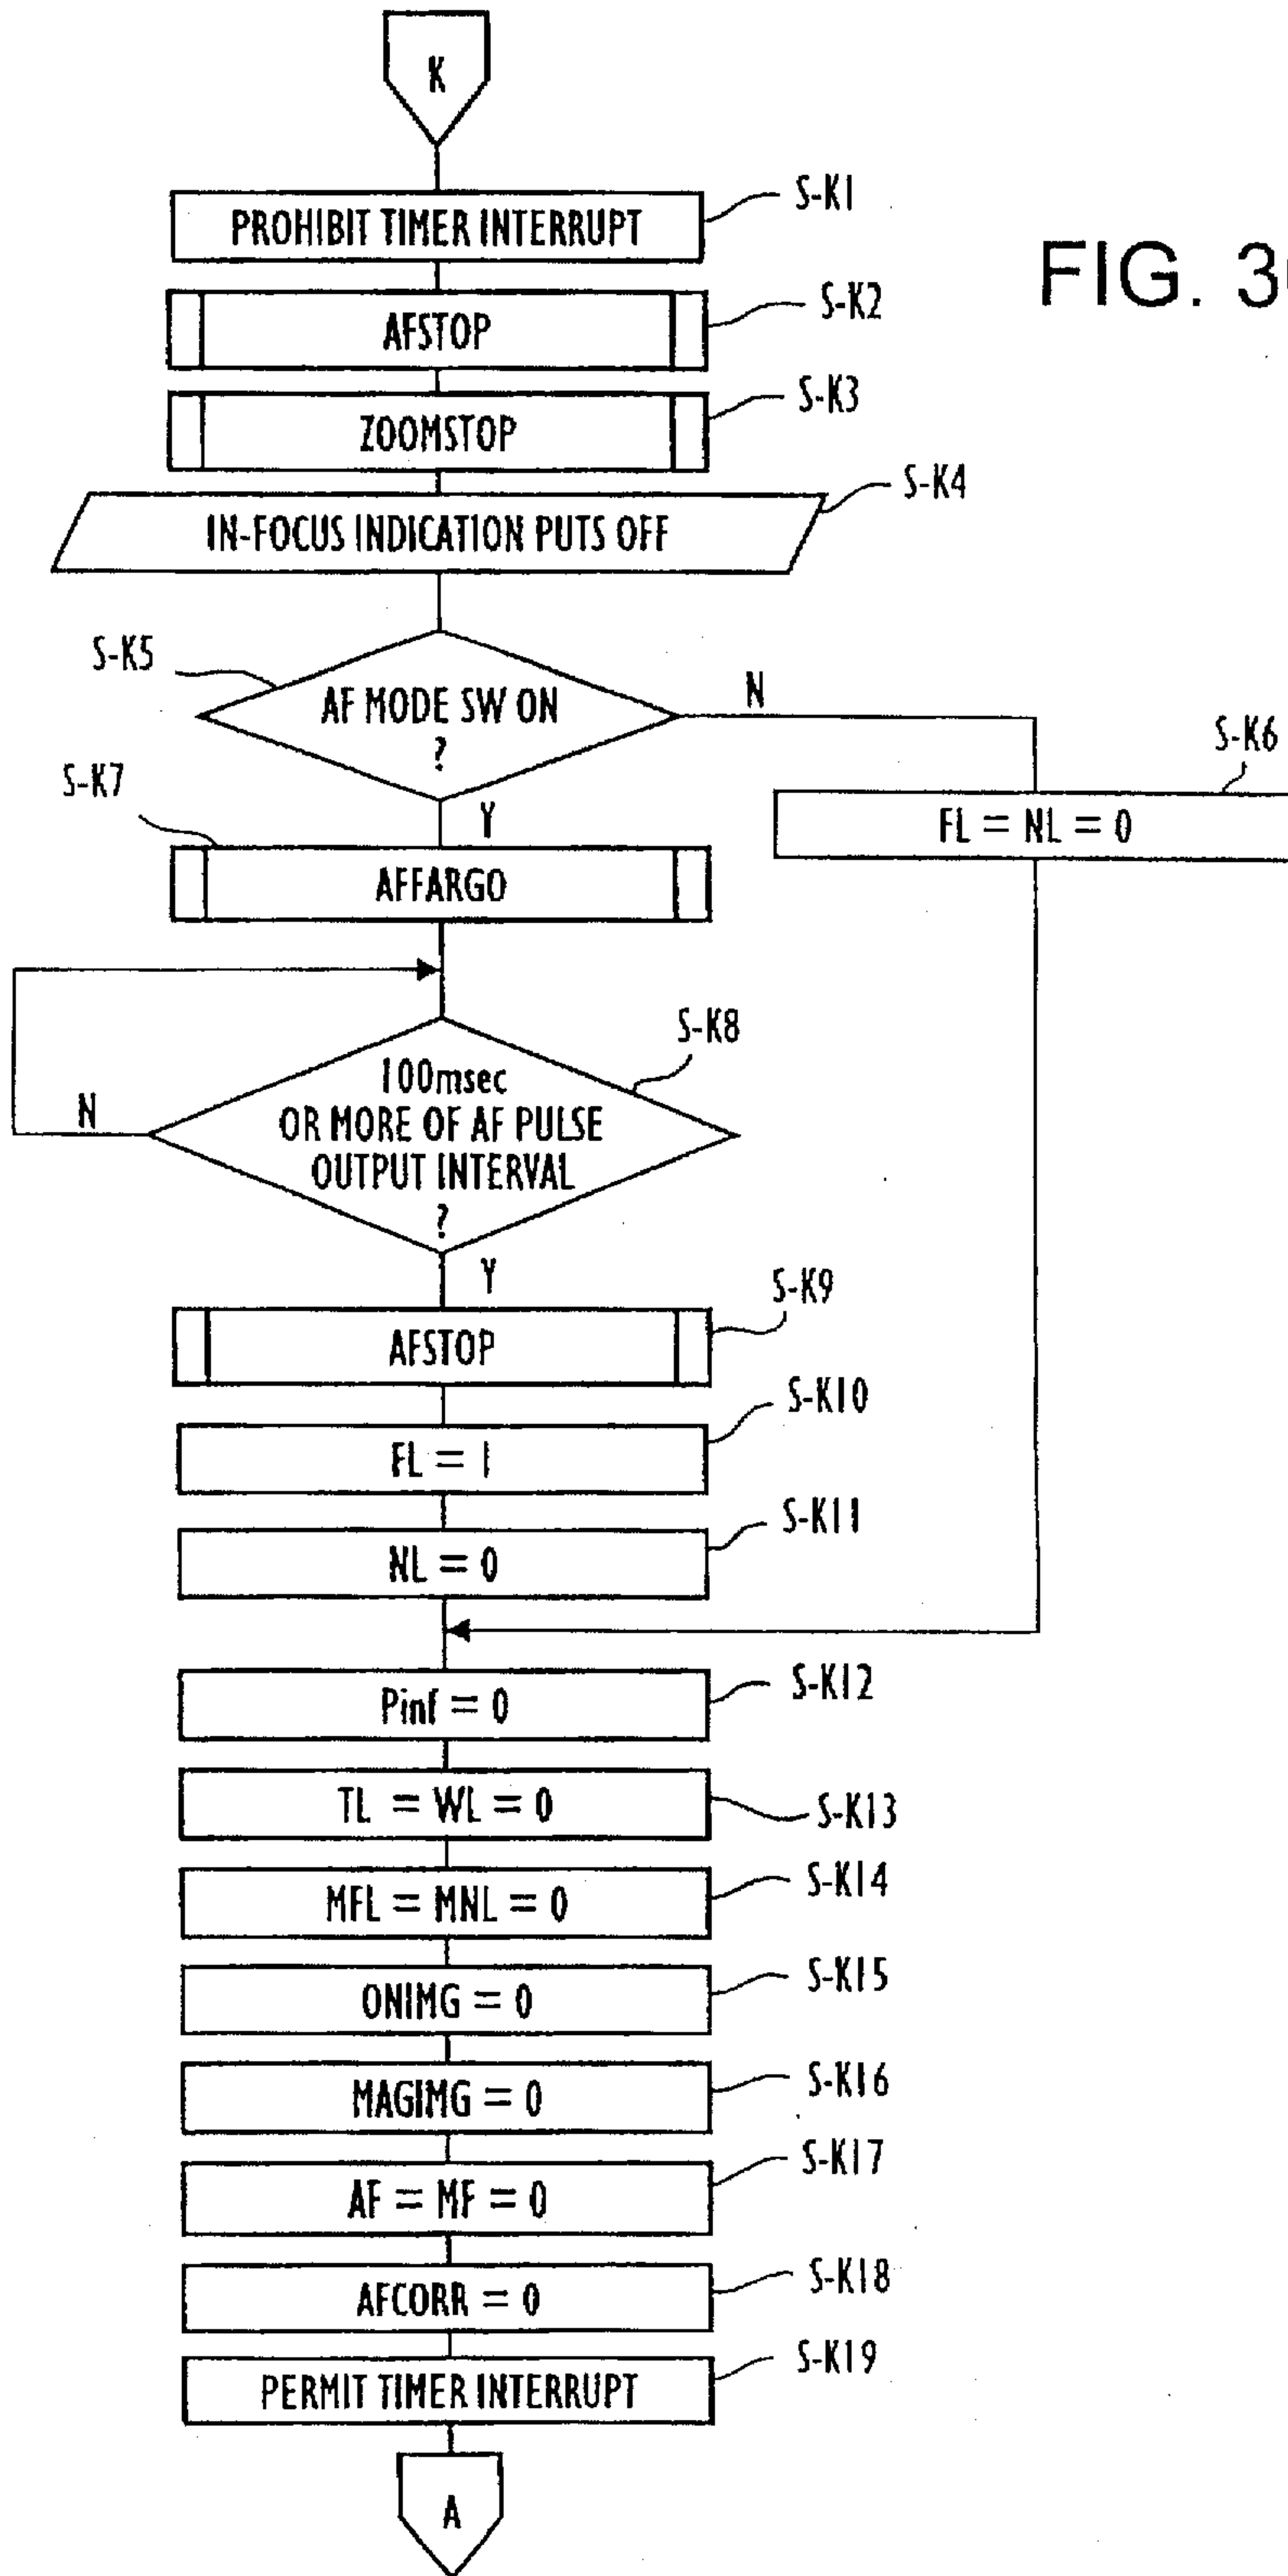 K
S-K1
PROHIBIT TIMER INTERRUPT
S-K2
AFSTOP
S-K3
ZOOMSTOP
S-K4
IN-FOCUS INDICATION PUTS OFF
S-K5
AF MODE SW ON
?
N
Y
S-K6
FL = NL = 0
S-K7
AFFARGO
S-K8
100msec
OR MORE OF AF PULSE
OUTPUT INTERVAL
?
N
Y
S-K9
AFSTOP
S-K10
FL = 1
S-K11
NL = 0
S-K12
Pinf = 0
TL = WL = 0
S-K13
S-K14
MFL = MNL = 0
S-K15
ONIMG = 0
S-K16
MAGIMG = 0
S-K17
AF = MF = 0
S-K18
AFCORR = 0
S-K19
PERMIT TIMER INTERRUPT
A
FIG. 3